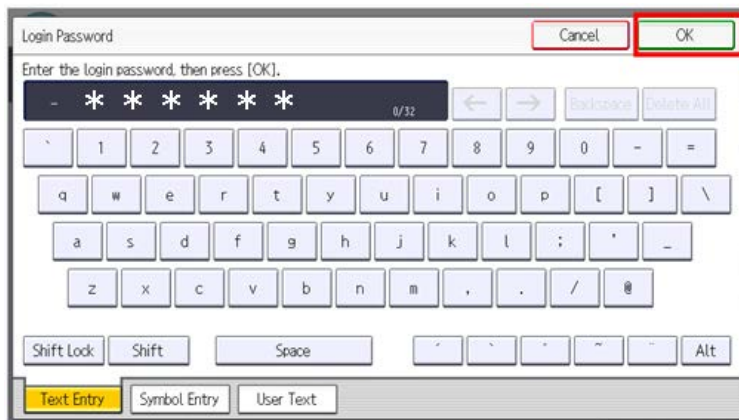 Login Password Cancel OK
Enter the login password, then press [OK].
- ＊ ＊ ＊ ＊ ＊ ＊ 0/32 ← → Backspace Delete All
` 1 2 3 4 5 6 7 8 9 0 - =
q w e r t y u i o p [ ] \
a s d f g h j k l ; ' _
z x c v b n m , . / @
Shift Lock Shift Space ´ ` ^ ~ ¨ Alt
Text Entry Symbol Entry User Text